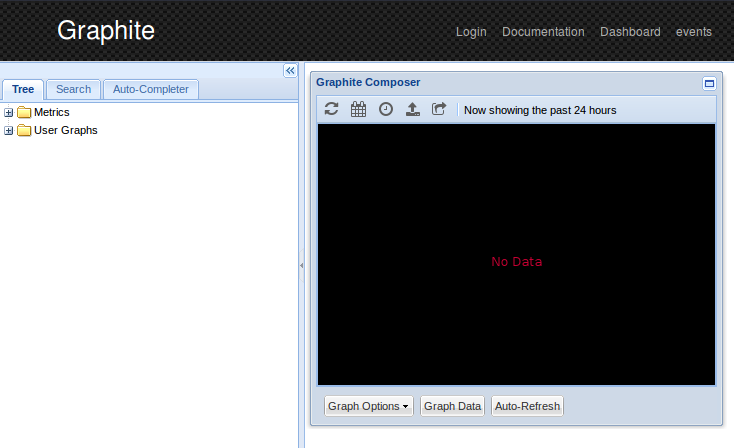 Graphite
Login Documentation Dashboard events
Tree Search Auto-Completer
Metrics
User Graphs
Graphite Composer
Now showing the past 24 hours
No Data
Graph Options Graph Data Auto-Refresh